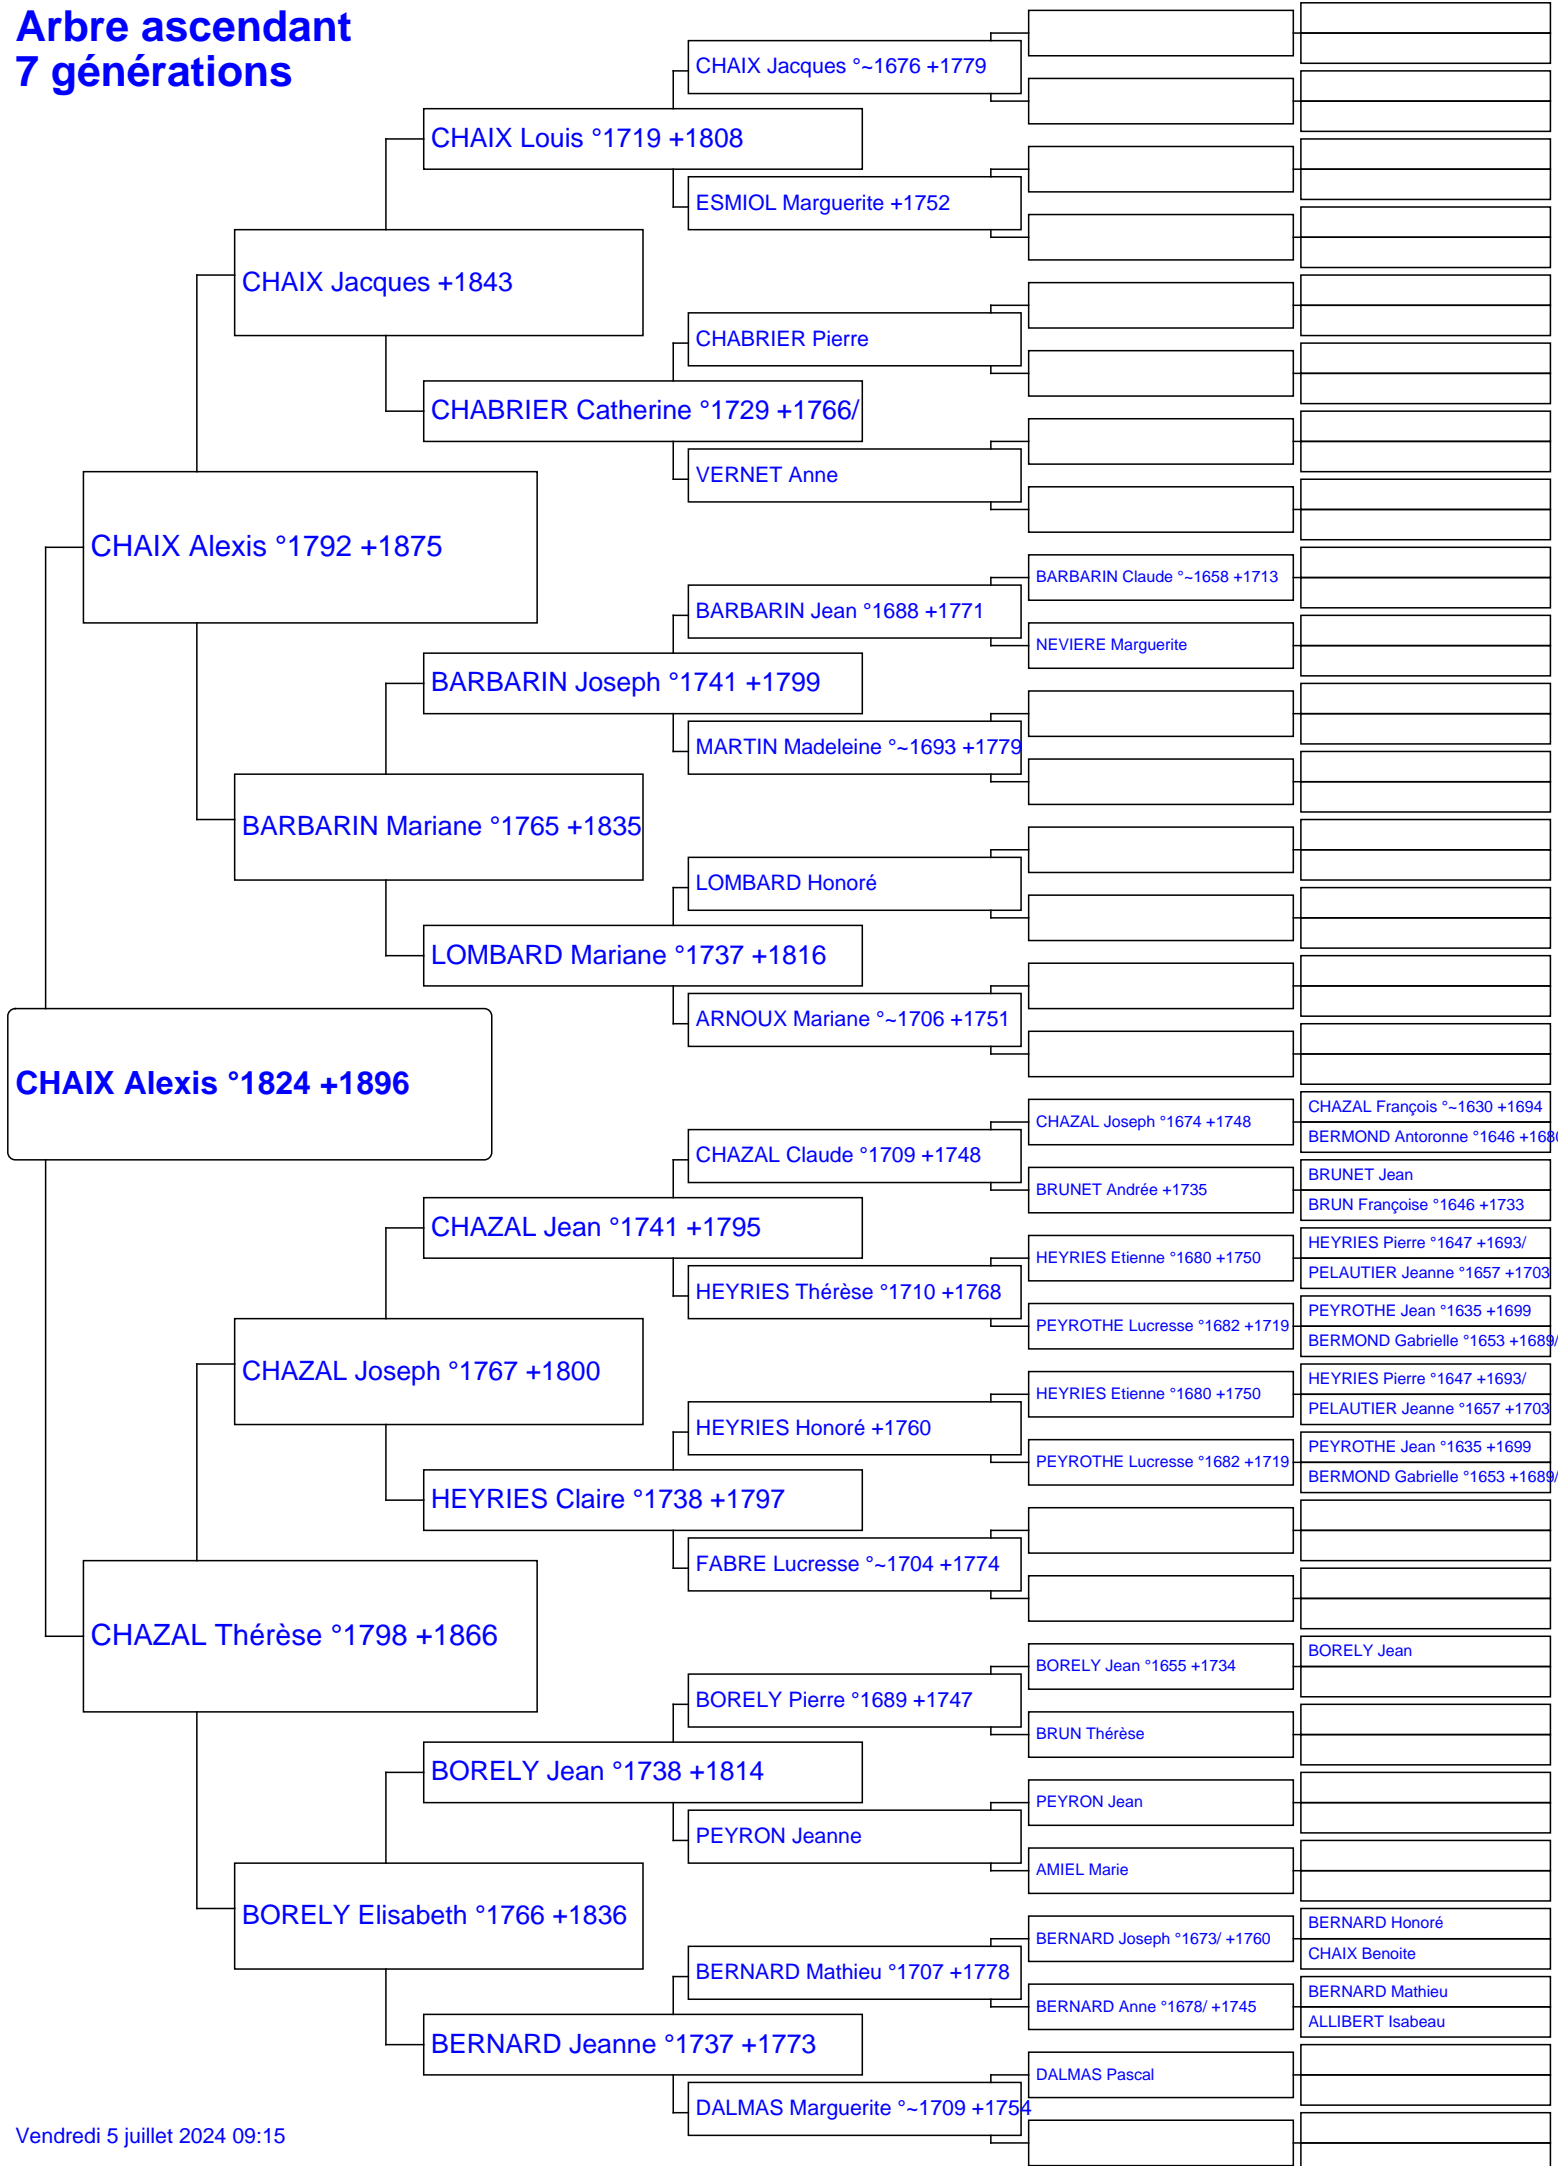 Arbre ascendant
7 générations
CHAIX Jacques °~1676 +1779
CHAIX Louis °1719 +1808
ESMIOL Marguerite +1752
CHAIX Jacques +1843
CHABRIER Pierre
CHABRIER Catherine °1729 +1766/
VERNET Anne
CHAIX Alexis °1792 +1875
BARBARIN Claude °~1658 +1713
BARBARIN Jean °1688 +1771
NEVIERE Marguerite
BARBARIN Joseph °1741 +1799
MARTIN Madeleine °~1693 +1779
BARBARIN Mariane °1765 +1835
LOMBARD Honoré
LOMBARD Mariane °1737 +1816
ARNOUX Mariane °~1706 +1751
CHAIX Alexis °1824 +1896
CHAZAL François °~1630 +1694
CHAZAL Joseph °1674 +1748
BERMOND Antoronne °1646 +1680
CHAZAL Claude °1709 +1748
BRUNET Jean
BRUNET Andrée +1735
BRUN Françoise °1646 +1733
CHAZAL Jean °1741 +1795
HEYRIES Pierre °1647 +1693/
HEYRIES Etienne °1680 +1750
PELAUTIER Jeanne °1657 +1703
HEYRIES Thérèse °1710 +1768
PEYROTHE Jean °1635 +1699
PEYROTHE Lucresse °1682 +1719
BERMOND Gabrielle °1653 +1689/
CHAZAL Joseph °1767 +1800
HEYRIES Pierre °1647 +1693/
HEYRIES Etienne °1680 +1750
PELAUTIER Jeanne °1657 +1703
HEYRIES Honoré +1760
PEYROTHE Jean °1635 +1699
PEYROTHE Lucresse °1682 +1719
BERMOND Gabrielle °1653 +1689/
HEYRIES Claire °1738 +1797
FABRE Lucresse °~1704 +1774
CHAZAL Thérèse °1798 +1866
BORELY Jean
BORELY Jean °1655 +1734
BORELY Pierre °1689 +1747
BRUN Thérèse
BORELY Jean °1738 +1814
PEYRON Jean
PEYRON Jeanne
AMIEL Marie
BORELY Elisabeth °1766 +1836
BERNARD Honoré
BERNARD Joseph °1673/ +1760
CHAIX Benoite
BERNARD Mathieu °1707 +1778
BERNARD Mathieu
BERNARD Anne °1678/ +1745
ALLIBERT Isabeau
BERNARD Jeanne °1737 +1773
DALMAS Pascal
DALMAS Marguerite °~1709 +1754
Vendredi 5 juillet 2024 09:15